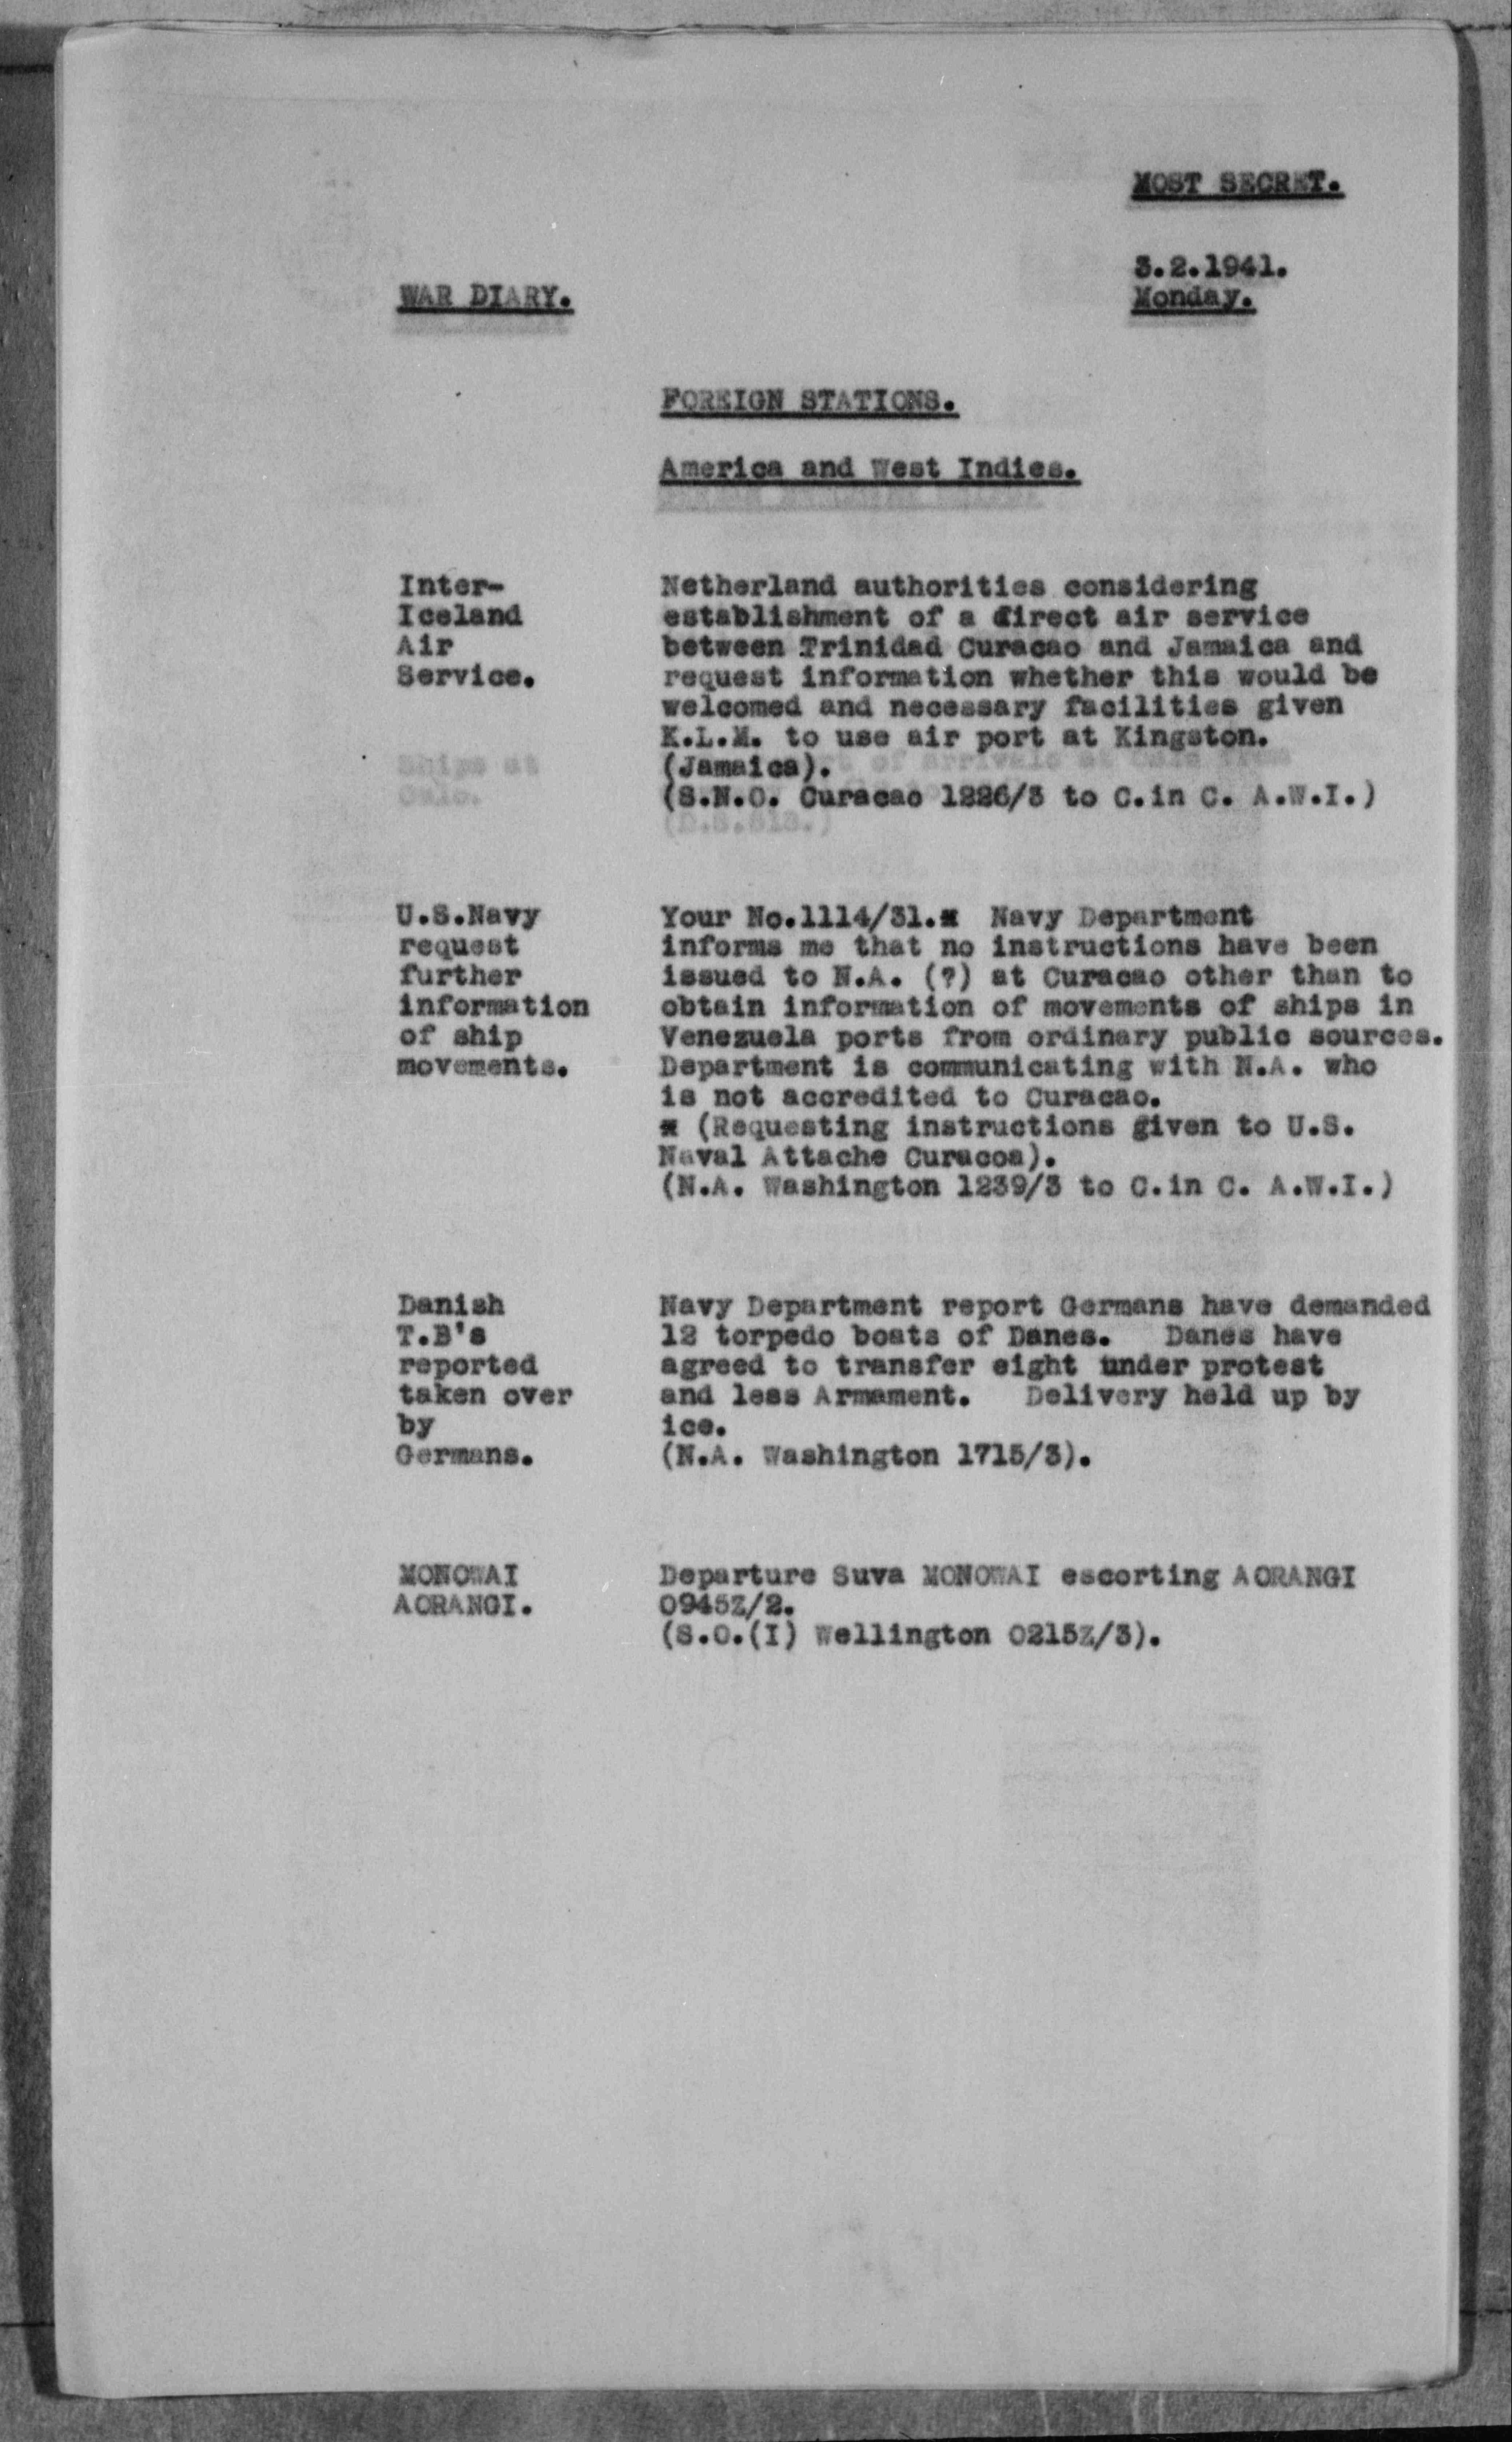 MOST SECRET.
3.2.1941.
Monday.
WAR DIARY.
FOREIGN STATIONS.
America and West Indies.
Inter-
Iceland
Air
Service.
Netherland authorities considering
establishment of a direct air service
between Trinidad Curacao and Jamaica and
request information whether this would be
welcomed and necessary facilities given
K.L.M. to use air port at Kingston.
(Jamaica).
(S.N.O. Curacao 1226/3 to C.in C. A.W.I.)
U.S.Navy
request
further
information
of ship
movements.
Your No.1114/31.* Navy Department
informs me that no instructions have been
issued to N.A. (?) at Curacao other than to
obtain information of movements of ships in
Venezuela ports from ordinary public sources.
Department is communicating with N.A. who
is not accredited to Curacao.
* (Requesting instructions given to U.S.
Naval Attache Curacoa).
(N.A. Washington 1239/3 to C.in C. A.W.I.)
Danish
T.B's
reported
taken over
by
Germans.
Navy Department report Germans have demanded
12 torpedo boats of Danes. Danes have
agreed to transfer eight under protest
and less Armament. Delivery held up by
ice.
(N.A. Washington 1715/3).
MONOWAI
AORANGI.
Departure Suva MONOWAI escorting AORANGI
0945Z/2.
(S.O.(I) Wellington 0215Z/3).